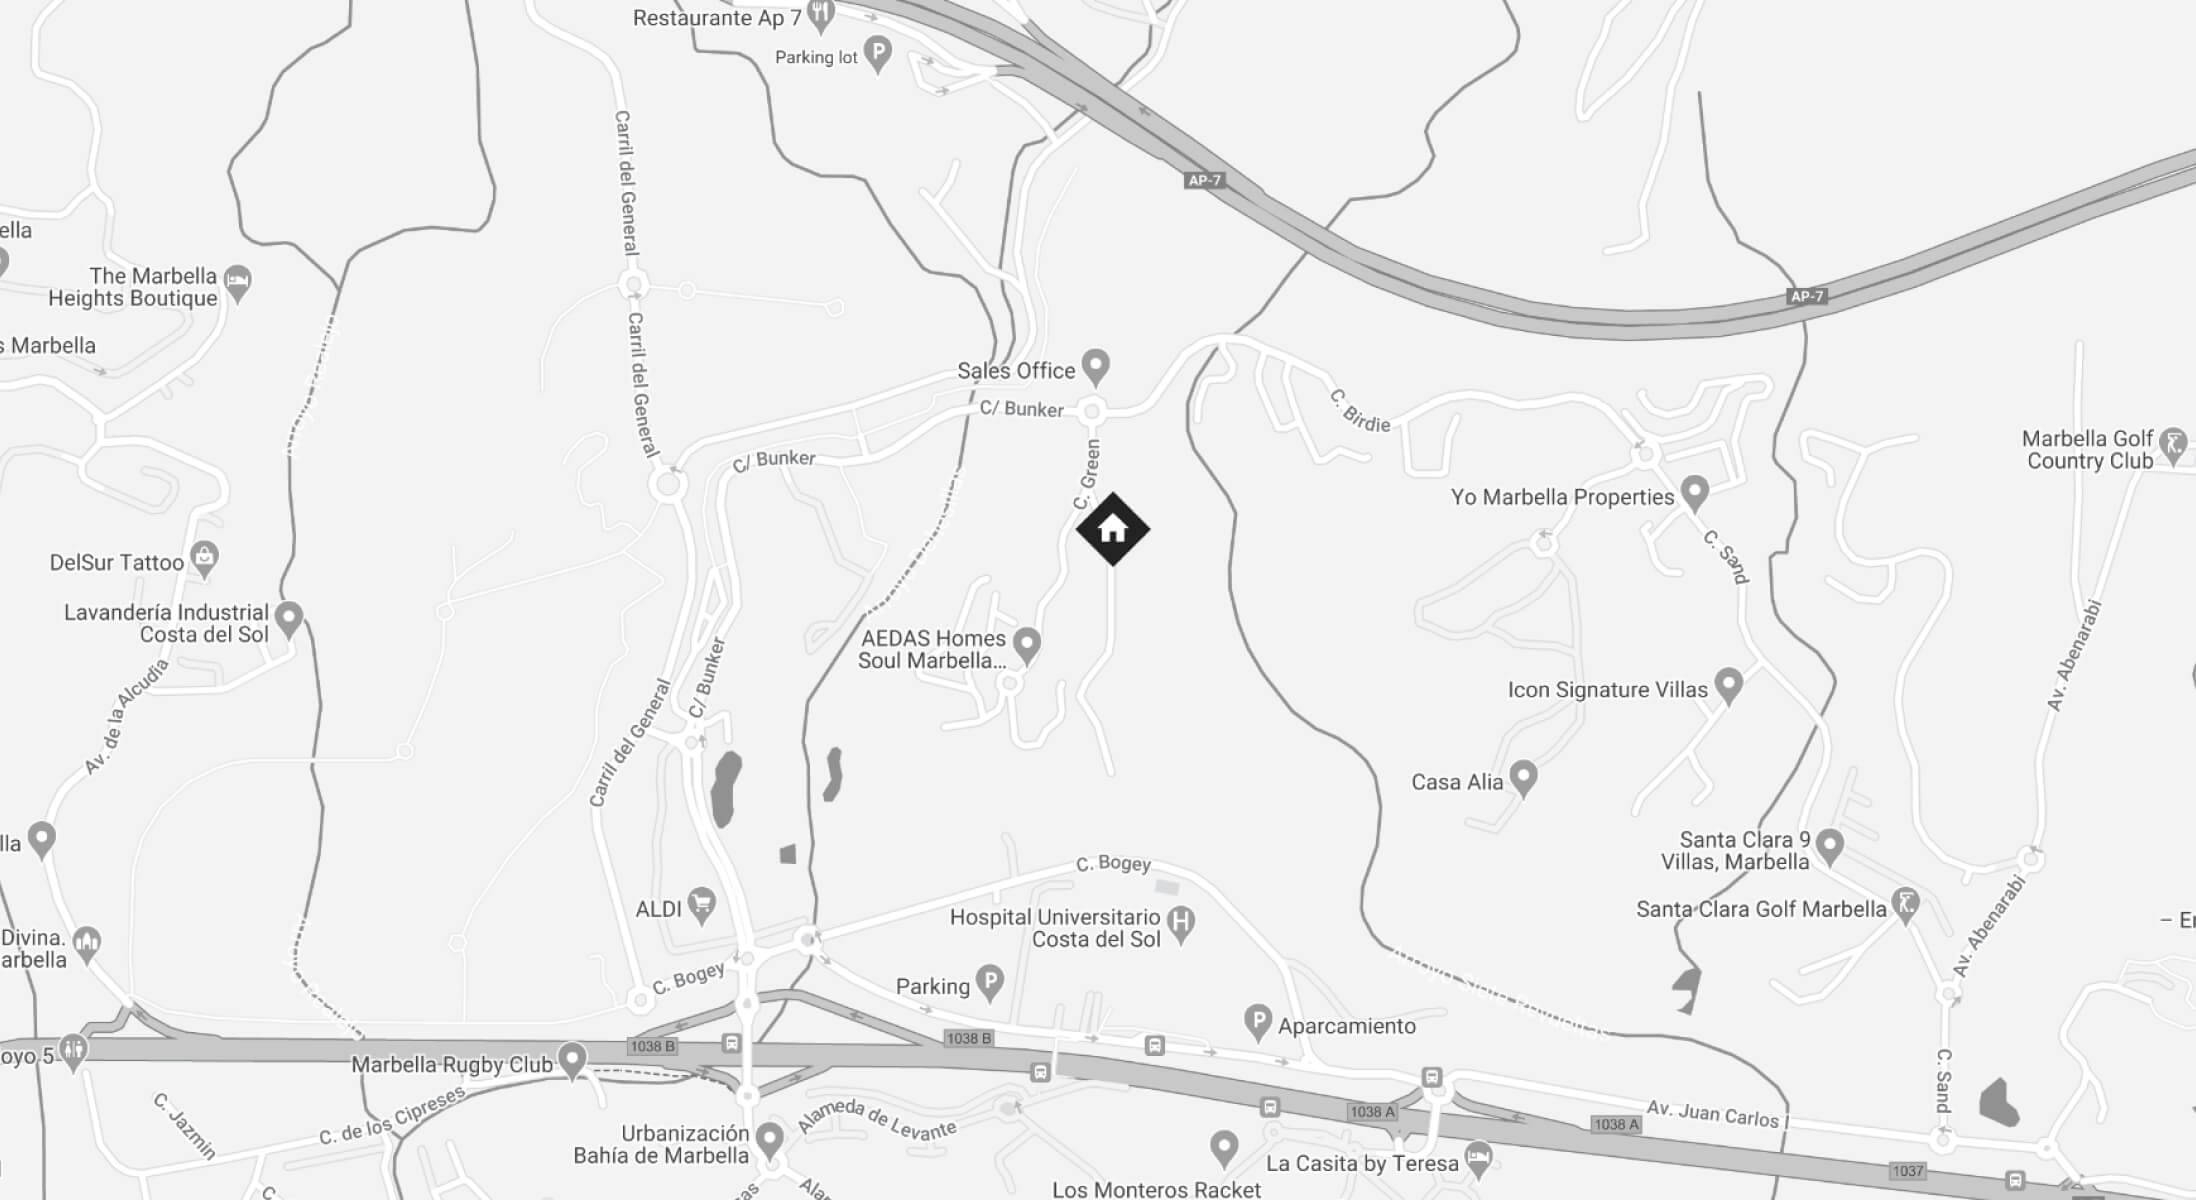 Restaurante Ap 7
Parking lot
Carril del General
AP-7
ella
The Marbella
Heights Boutique
AP-7
s Marbella
Carril del General
Sales Office
C/ Bunker
C. Birdie
C/ Bunker
C. Green
Marbella Golf
Country Club
Yo Marbella Properties
C. Sand
DelSur Tattoo
Lavandería Industrial
Costa del Sol
AEDAS Homes
Soul Marbella...
Av. de la Alcudia
C/ Bunker
Carril del General
Av. Abenarabi
Icon Signature Villas
Casa Alia
lla
Santa Clara 9
Villas, Marbella
C. Bogey
ALDI
Hospital Universitario
Costa del Sol
Santa Clara Golf Marbella
Av. Abenarabi
– En
Divina.
arbella
C. Bogey
Parking
Aparcamiento
oyo 5
1038 B
1038 B
Marbella Rugby Club
C. Sand
C. Jazmin
C. de los Cipreses
Alameda de Levante
1038 A
1038 A
Av. Juan Carlos I
Urbanización
Bahía de Marbella
La Casita by Teresa
1037
Los Monteros Racket